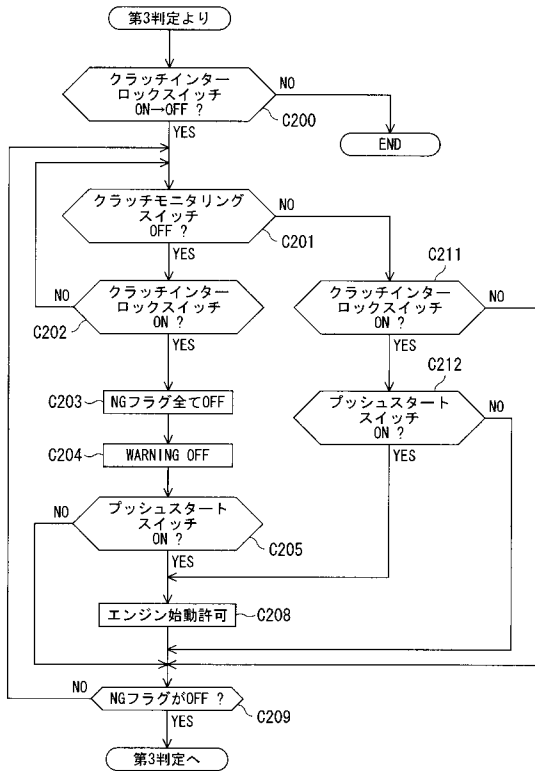 第3判定より
クラッチインター
ロックスイッチ
ON→OFF ?
NO
C200
YES
END
クラッチモニタリング
スイッチ
OFF ?
NO
C201
YES
C211
クラッチインター
ロックスイッチ
ON ?
NO
C202
YES
クラッチインター
ロックスイッチ
ON ?
NO
YES
C212
C203
NGフラグ全てOFF
プッシュスタート
スイッチ
ON ?
NO
YES
C204
WARNING OFF
プッシュスタート
スイッチ
ON ?
NO
C205
YES
エンジン始動許可
C208
NGフラグがOFF ?
NO
C209
YES
第3判定へ